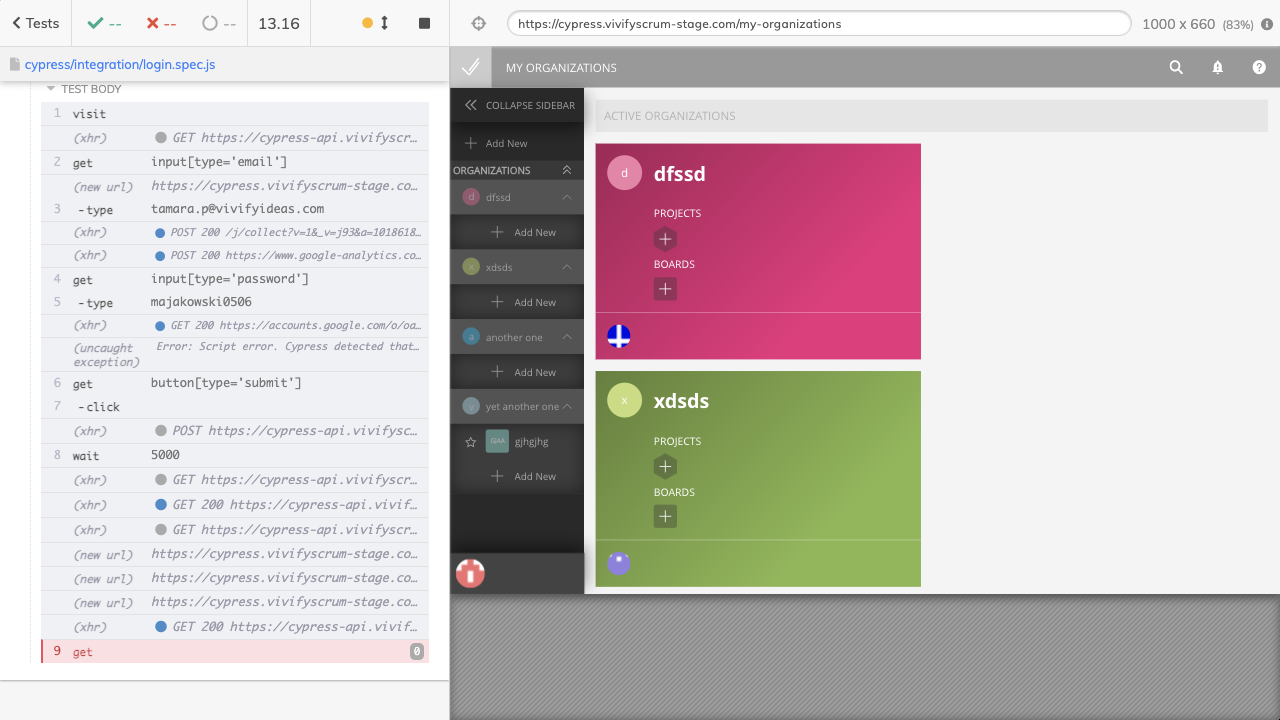 Tests
--
--
--
13.16
https://cypress.vivifyscrum-stage.com/my-organizations
1000 x 660 (83%)
cypress/integration/login.spec.js
TEST BODY
1 visit
(xhr) GET https://cypress-api.vivifyscr…
2 get input[type='email']
(new url) https://cypress.vivifyscrum-stage.co…
3 -type tamara.p@vivifyideas.com
(xhr) POST 200 /j/collect?v=1&_v=j93&a=1018618…
(xhr) POST 200 https://www.google-analytics.co…
4 get input[type='password']
5 -type majakowski0506
(xhr) GET 200 https://accounts.google.com/o/oa…
(uncaught exception) Error: Script error. Cypress detected that…
6 get button[type='submit']
7 -click
(xhr) POST https://cypress-api.vivifysc…
8 wait 5000
(xhr) GET https://cypress-api.vivifyscr…
(xhr) GET 200 https://cypress-api.vivif…
(xhr) GET https://cypress-api.vivifyscr…
(new url) https://cypress.vivifyscrum-stage.co…
(new url) https://cypress.vivifyscrum-stage.co…
(new url) https://cypress.vivifyscrum-stage.co…
(xhr) GET 200 https://cypress-api.vivif…
9 get 0
MY ORGANIZATIONS
COLLAPSE SIDEBAR
Add New
ORGANIZATIONS
d dfssd
Add New
x xdsds
Add New
a another one
Add New
y yet another one
GJAA gjhgjhg
Add New
ACTIVE ORGANIZATIONS
d dfssd
PROJECTS
BOARDS
x xdsds
PROJECTS
BOARDS